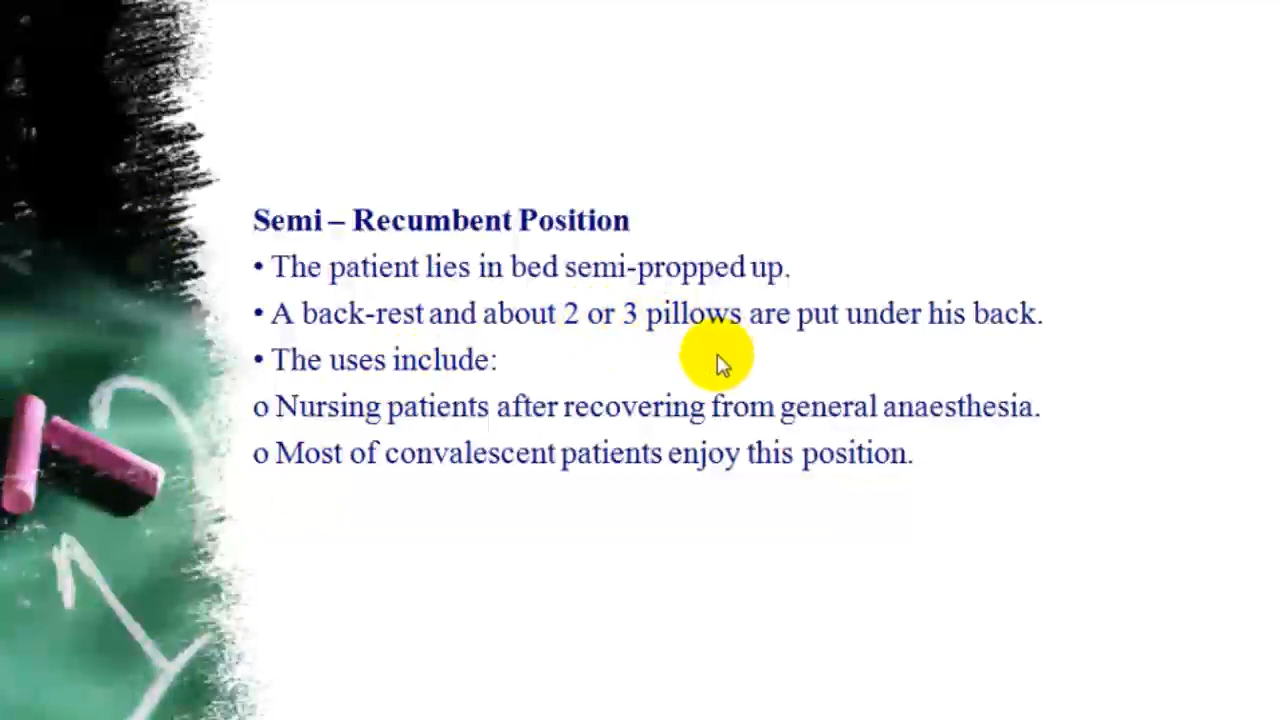 Semi – Recumbent Position
• The patient lies in bed semi-propped up.
• A back-rest and about 2 or 3 pillows are put under his back.
• The uses include:
o Nursing patients after recovering from general anaesthesia.
o Most of convalescent patients enjoy this position.